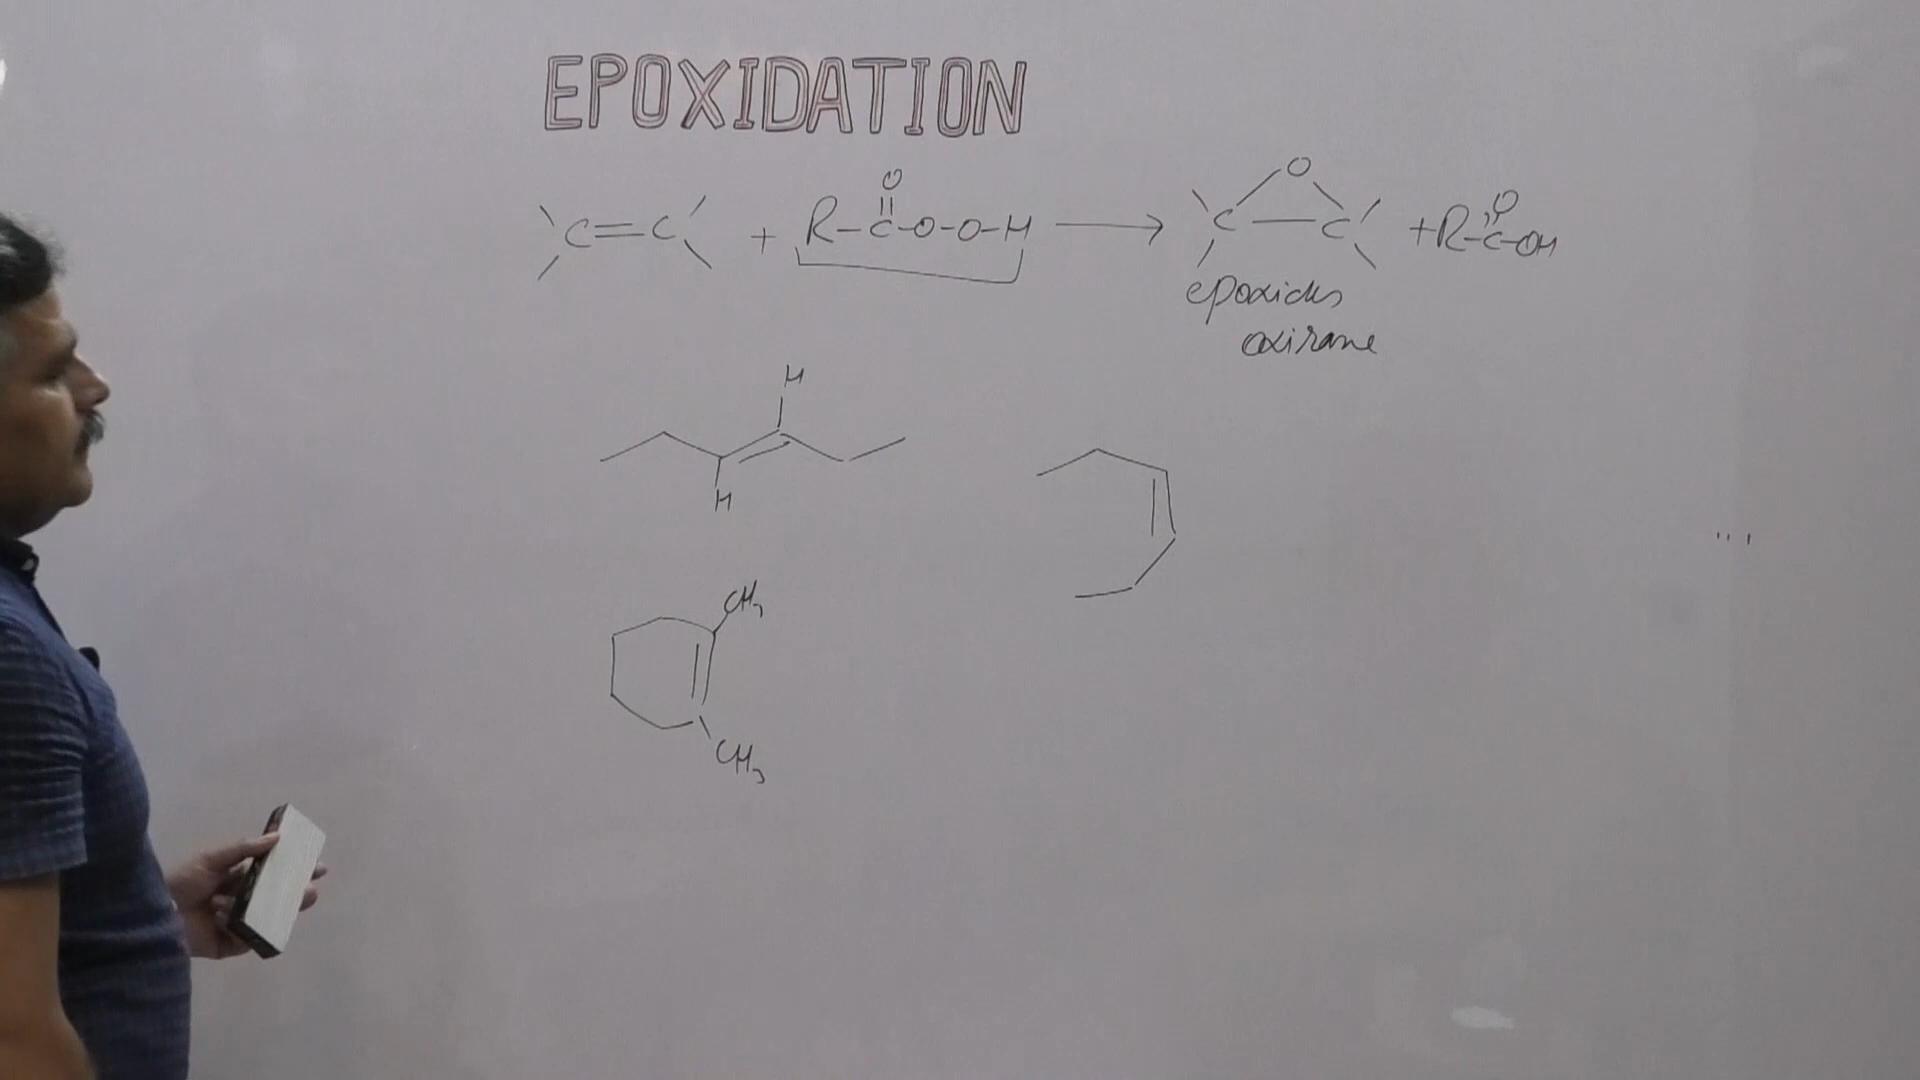 EPOXIDATION
C=C + R-C(=O)-O-O-H → C-O-C + R-C(=O)-OH
epoxides
oxirane
H
H
CH3
CH3